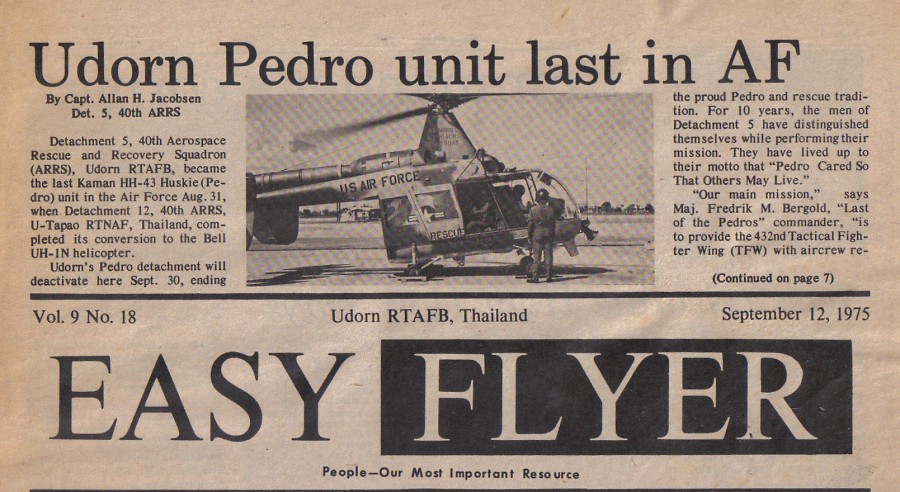 Udorn Pedro unit last in AF
By Capt. Allan H. Jacobsen
Det. 5, 40th ARRS
Detachment 5, 40th Aerospace
Rescue and Recovery Squadron
(ARRS), Udorn RTAFB, became
the last Kaman HH-43 Huskie (Pe-
dro) unit in the Air Force Aug. 31,
when Detachment 12, 40th ARRS,
U-Tapao RTNAF, Thailand, com-
pleted its conversion to the Bell
UH-1N helicopter.
Udorn's Pedro detachment will
deactivate here Sept. 30, ending
U.S. AIR FORCE
RESCUE
the proud Pedro and rescue tradi-
tion. For 10 years, the men of
Detachment 5 have distinguished
themselves while performing their
mission. They have lived up to
their motto that "Pedro Cared So
That Others May Live."
"Our main mission," says
Maj. Fredrik M. Bergold, "Last
of the Pedros" commander, "is
to provide the 432nd Tactical Figh-
ter Wing (TFW) with aircrew re-
(Continued on page 7)
Vol. 9 No. 18
Udorn RTAFB, Thailand
September 12, 1975
EASY FLYER
People—Our Most Important Resource